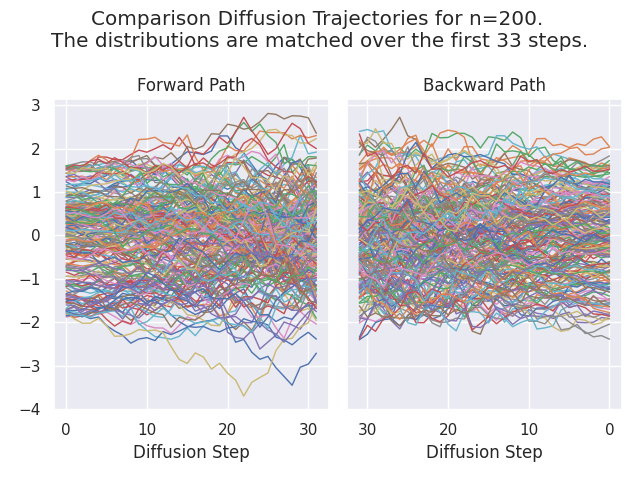 Comparison Diffusion Trajectories for n=200.
The distributions are matched over the first 33 steps.
Forward Path
Backward Path
3
2
1
0
−1
−2
−3
−4
0 10 20 30
30 20 10 0
Diffusion Step
Diffusion Step